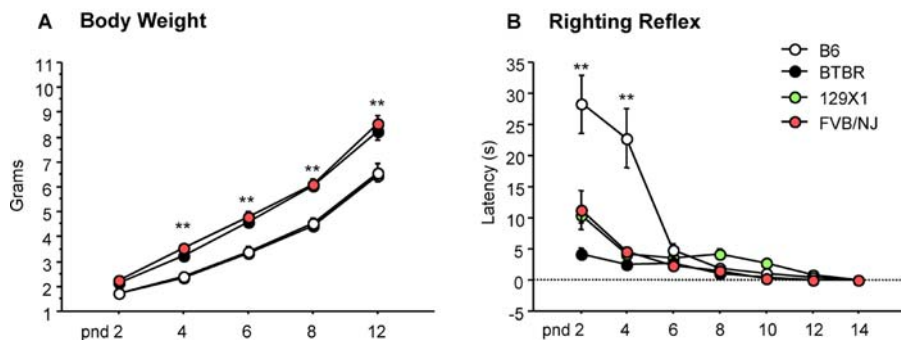 A Body Weight
**
**
**
**
11
10
9
8
7
6
5
4
3
2
1
Grams
pnd 2 4 6 8 12
B Righting Reflex
B6
BTBR
129X1
FVB/NJ
**
**
35
30
25
20
15
10
5
0
-5
Latency (s)
pnd 2 4 6 8 10 12 14